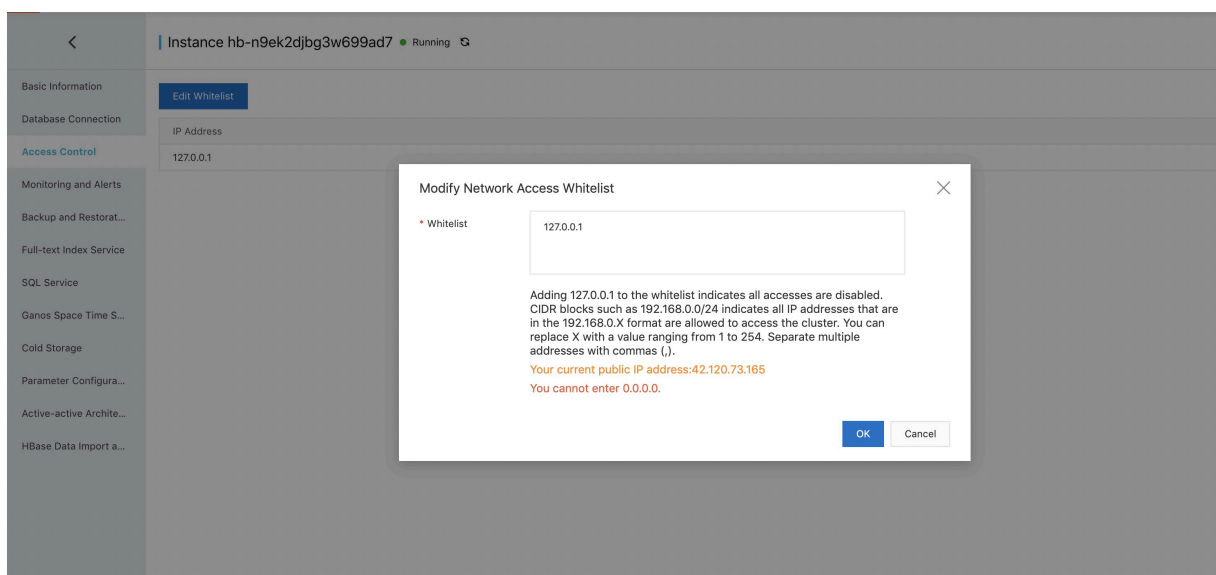 Instance hb-n9ek2djbg3w699ad7 Running
Basic Information
Database Connection
Access Control
Monitoring and Alerts
Backup and Restorat...
Full-text Index Service
SQL Service
Ganos Space Time S...
Cold Storage
Parameter Configura...
Active-active Archite...
HBase Data Import a...
Edit Whitelist
IP Address
127.0.0.1
Modify Network Access Whitelist
* Whitelist
127.0.0.1
Adding 127.0.0.1 to the whitelist indicates all accesses are disabled.
CIDR blocks such as 192.168.0.0/24 indicates all IP addresses that are
in the 192.168.0.X format are allowed to access the cluster. You can
replace X with a value ranging from 1 to 254. Separate multiple
addresses with commas (,).
Your current public IP address:42.120.73.165
You cannot enter 0.0.0.0.
OK Cancel